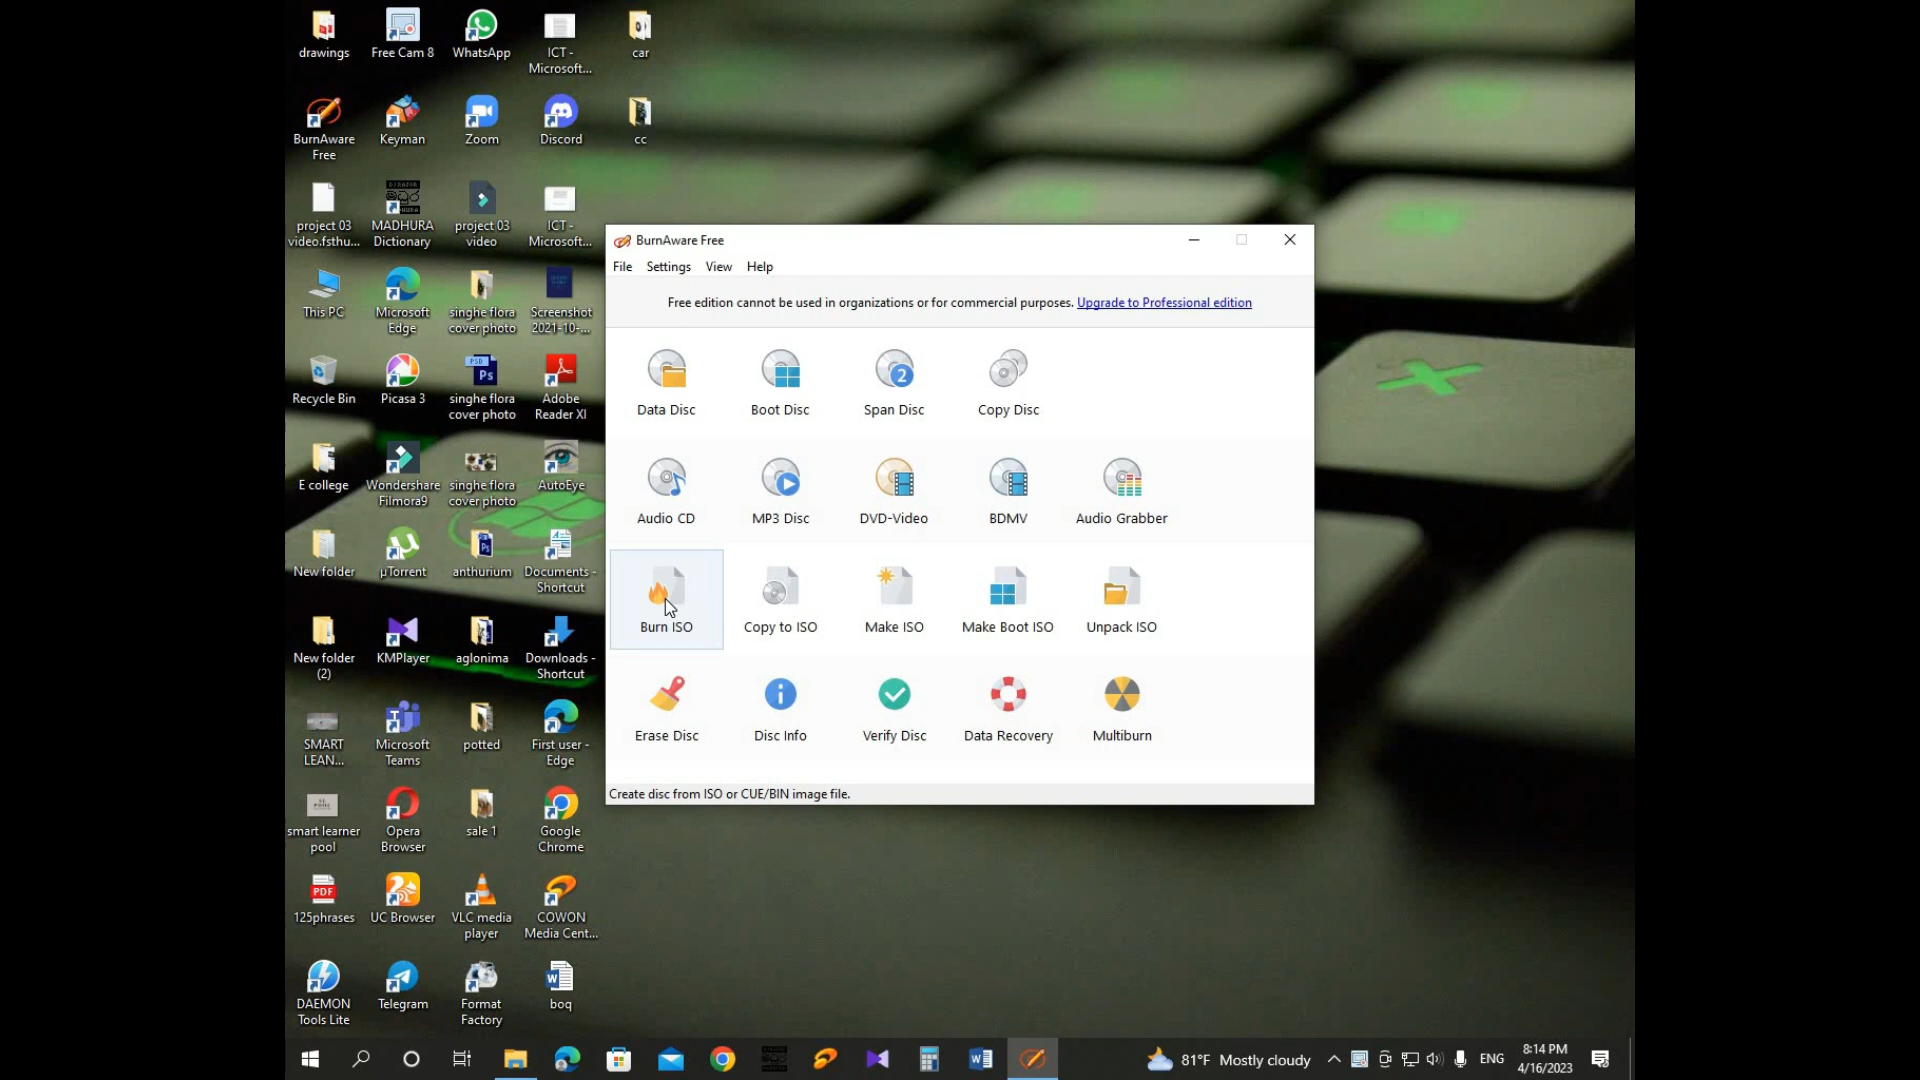 drawings
Free Cam 8
WhatsApp
ICT -
Microsoft...
car
BurnAware
Free
Keyman
Zoom
Discord
cc
project 03
video.fsthu...
MADHURA
Dictionary
project 03
video
ICT -
Microsoft...
This PC
Microsoft
Edge
singhe flora
cover photo
Screenshot
2021-10-...
Recycle Bin
Picasa 3
PSD
Ps
singhe flora
cover photo
Adobe
Reader XI
E college
Wondershare
Filmora9
singhe flora
cover photo
AutoEye
New folder
µTorrent
anthurium
Documents -
Shortcut
New folder
(2)
KMPlayer
aglonima
Downloads -
Shortcut
SMART
LEAN...
Microsoft
Teams
potted
First user -
Edge
smart learner
pool
Opera
Browser
sale 1
Google
Chrome
PDF
125phrases
UC Browser
VLC media
player
COWON
Media Cent...
DAEMON
Tools Lite
Telegram
Format
Factory
boq
BurnAware Free
File Settings View Help
Free edition cannot be used in organizations or for commercial purposes. Upgrade to Professional edition
2
Data Disc
Boot Disc
Span Disc
Copy Disc
Audio CD
MP3 Disc
DVD-Video
BDMV
Audio Grabber
Burn ISO
Copy to ISO
Make ISO
Make Boot ISO
Unpack ISO
Erase Disc
Disc Info
Verify Disc
Data Recovery
Multiburn
Create disc from ISO or CUE/BIN image file.
81°F Mostly cloudy
ENG
8:14 PM
4/16/2023